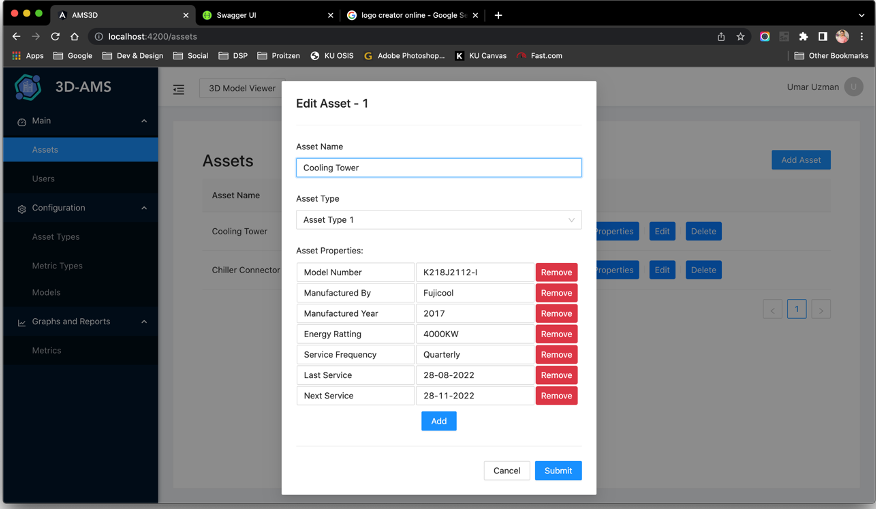 AMS3D
Swagger UI
logo creator online - Google Se
localhost:4200/assets
Apps
Google
Dev & Design
Social
DSP
Proitzen
KU OSIS
Adobe Photoshop...
KU Canvas
Fast.com
Other Bookmarks
3D-AMS
3D Model Viewer
Umar Uzman
U
Main
Assets
Users
Configuration
Asset Types
Metric Types
Models
Graphs and Reports
Metrics
Assets
Add Asset
Asset Name
Cooling Tower
Properties
Edit
Delete
Chiller Connector
Properties
Edit
Delete
1
Edit Asset - 1
Asset Name
Cooling Tower
Asset Type
Asset Type 1
Asset Properties:
Model Number K218J2112-I Remove
Manufactured By Fujicool Remove
Manufactured Year 2017 Remove
Energy Ratting 4000KW Remove
Service Frequency Quarterly Remove
Last Service 28-08-2022 Remove
Next Service 28-11-2022 Remove
Add
Cancel Submit